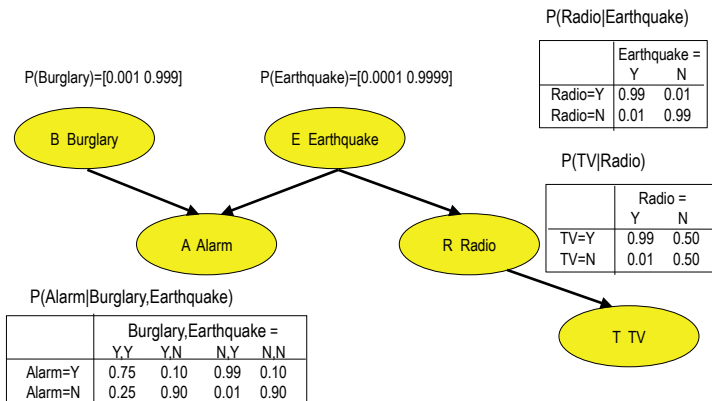 P(Radio|Earthquake)
Earthquake =
Y N
Radio=Y 0.99 0.01
Radio=N 0.01 0.99
P(Burglary)=[0.001 0.999]
P(Earthquake)=[0.0001 0.9999]
B Burglary
E Earthquake
P(TV|Radio)
Radio =
Y N
TV=Y 0.99 0.50
TV=N 0.01 0.50
A Alarm
R Radio
P(Alarm|Burglary,Earthquake)
Burglary,Earthquake =
Y,Y Y,N N,Y N,N
Alarm=Y 0.75 0.10 0.99 0.10
Alarm=N 0.25 0.90 0.01 0.90
T TV